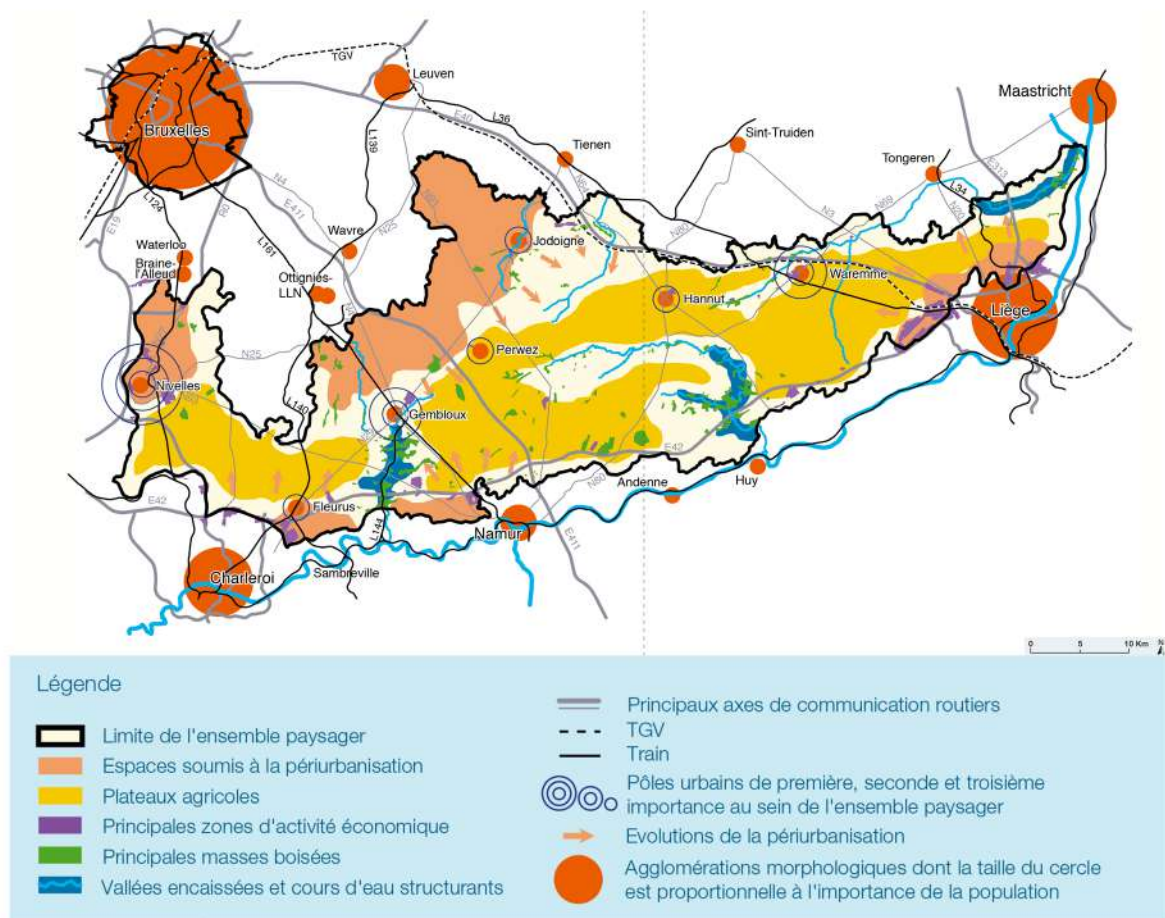 TGV
Leuven
Maastricht
Bruxelles
E40
L36
L139
Tienen
Sint-Truiden
Tongeren
E313
L34
N4
E411
N64
N3
N69
N20
E19
L124
R0
L161
N91
N80
Wavre
N25
Jodoigne
Waterloo
Braine-
l'Alleud
Ottignies-
LLN
Waremme
Hannut
Liège
N25
Perwez
Nivelles
L140
Gembloux
E42
E42
Fleurus
L144
N80
Andenne
Huy
Namur
E411
Charleroi
Sambreville
0 5 10 Km
N
Légende
Limite de l'ensemble paysager
Espaces soumis à la périurbanisation
Plateaux agricoles
Principales zones d'activité économique
Principales masses boisées
Vallées encaissées et cours d'eau structurants
Principaux axes de communication routiers
TGV
Train
Pôles urbains de première, seconde et troisième
importance au sein de l'ensemble paysager
Evolutions de la périurbanisation
Agglomérations morphologiques dont la taille du cercle
est proportionnelle à l'importance de la population